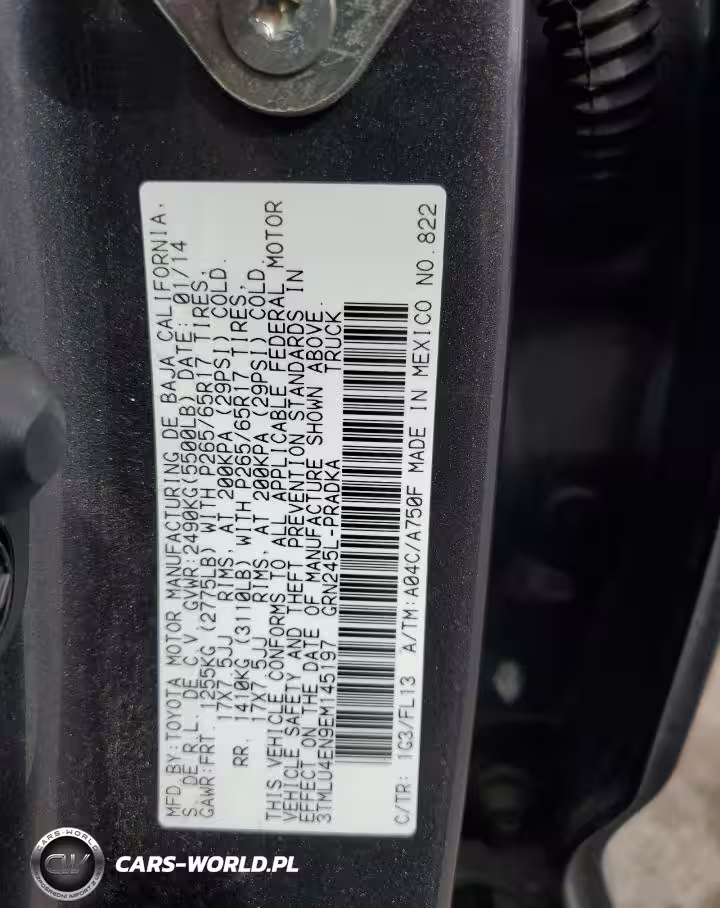 MFD.BY:TOYOTA MOTOR MANUFACTURING DE BAJA CALIFORNIA,
S. DE R.L. DE C.V. GVWR:2490KG(5500LB) DATE: 01/14
GAWR:FRT. 1255KG (2775LB) WITH P265/65R17 TIRES,
17X7.5JJ RIMS, AT 200KPA (29PSI) COLD.
RR. 1410KG (3110LB) WITH P265/65R17 TIRES,
17X7.5JJ RIMS, AT 200KPA (29PSI) COLD.
THIS VEHICLE CONFORMS TO ALL APPLICABLE FEDERAL MOTOR
VEHICLE SAFETY AND THEFT PREVENTION STANDARDS IN
EFFECT ON THE DATE OF MANUFACTURE SHOWN ABOVE.
3TMLU4EN9EM145197 GRN245L-PRADKA TRUCK
C/TR: 1G3/FL13 A/TM:A04C/A750F MADE IN MEXICO NO.822
CARS-WORLD
CW
CARS-WORLD.PL